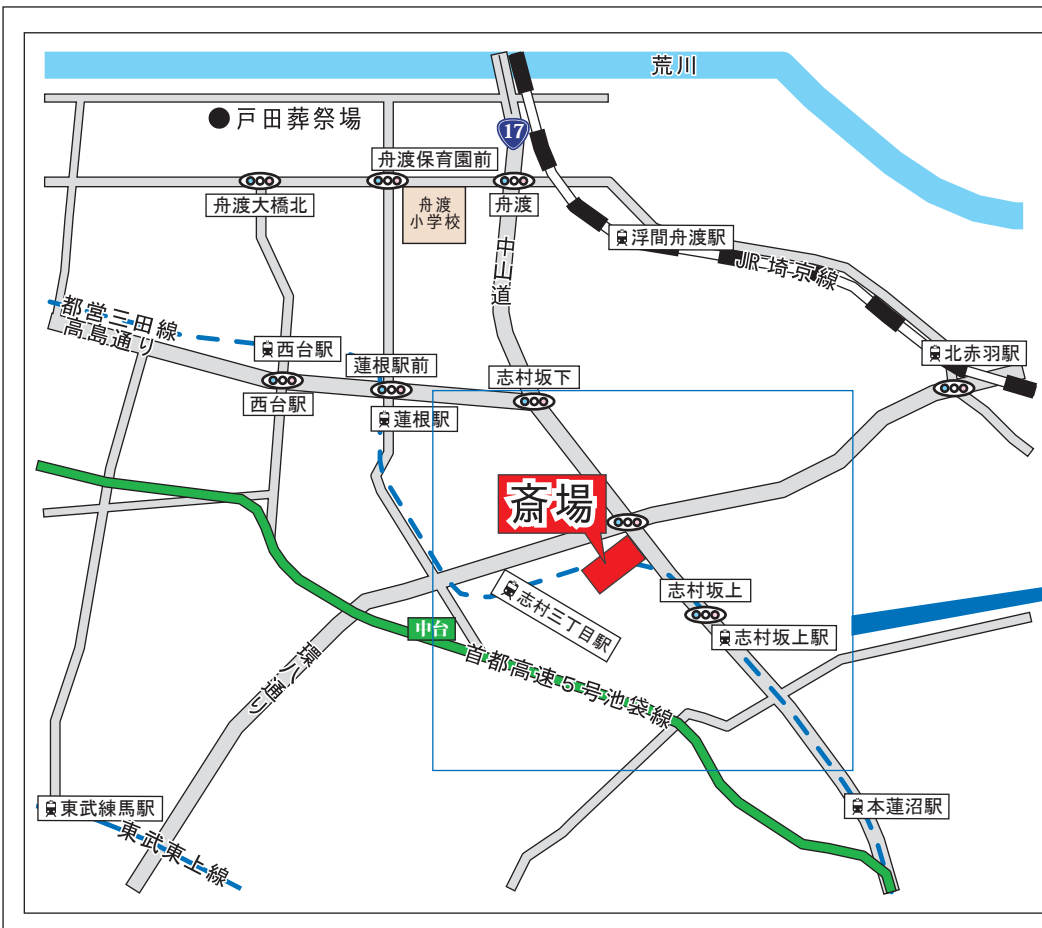 荒川
戸田葬祭場
17
舟渡保育園前
舟渡大橋北
舟渡
小学校
舟渡
中山道
浮間舟渡駅
JR埼京線
都営三田線
高島通り
西台駅
蓮根駅前
志村坂下
北赤羽駅
西台駅
蓮根駅
斎場
志村三丁目駅
志村坂上
志村坂上駅
中台
首都高速5号池袋線
環八通り
東武練馬駅
東武東上線
本蓮沼駅